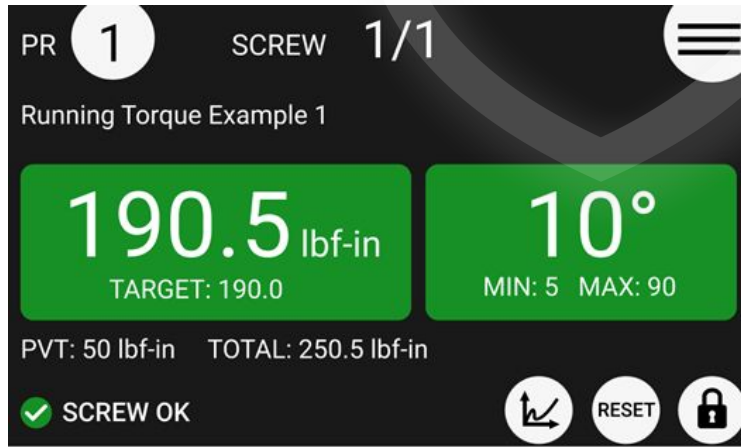 PR 1 SCREW 1/1
Running Torque Example 1
190.5 lbf-in
TARGET: 190.0
10°
MIN: 5 MAX: 90
PVT: 50 lbf-in TOTAL: 250.5 lbf-in
SCREW OK
RESET